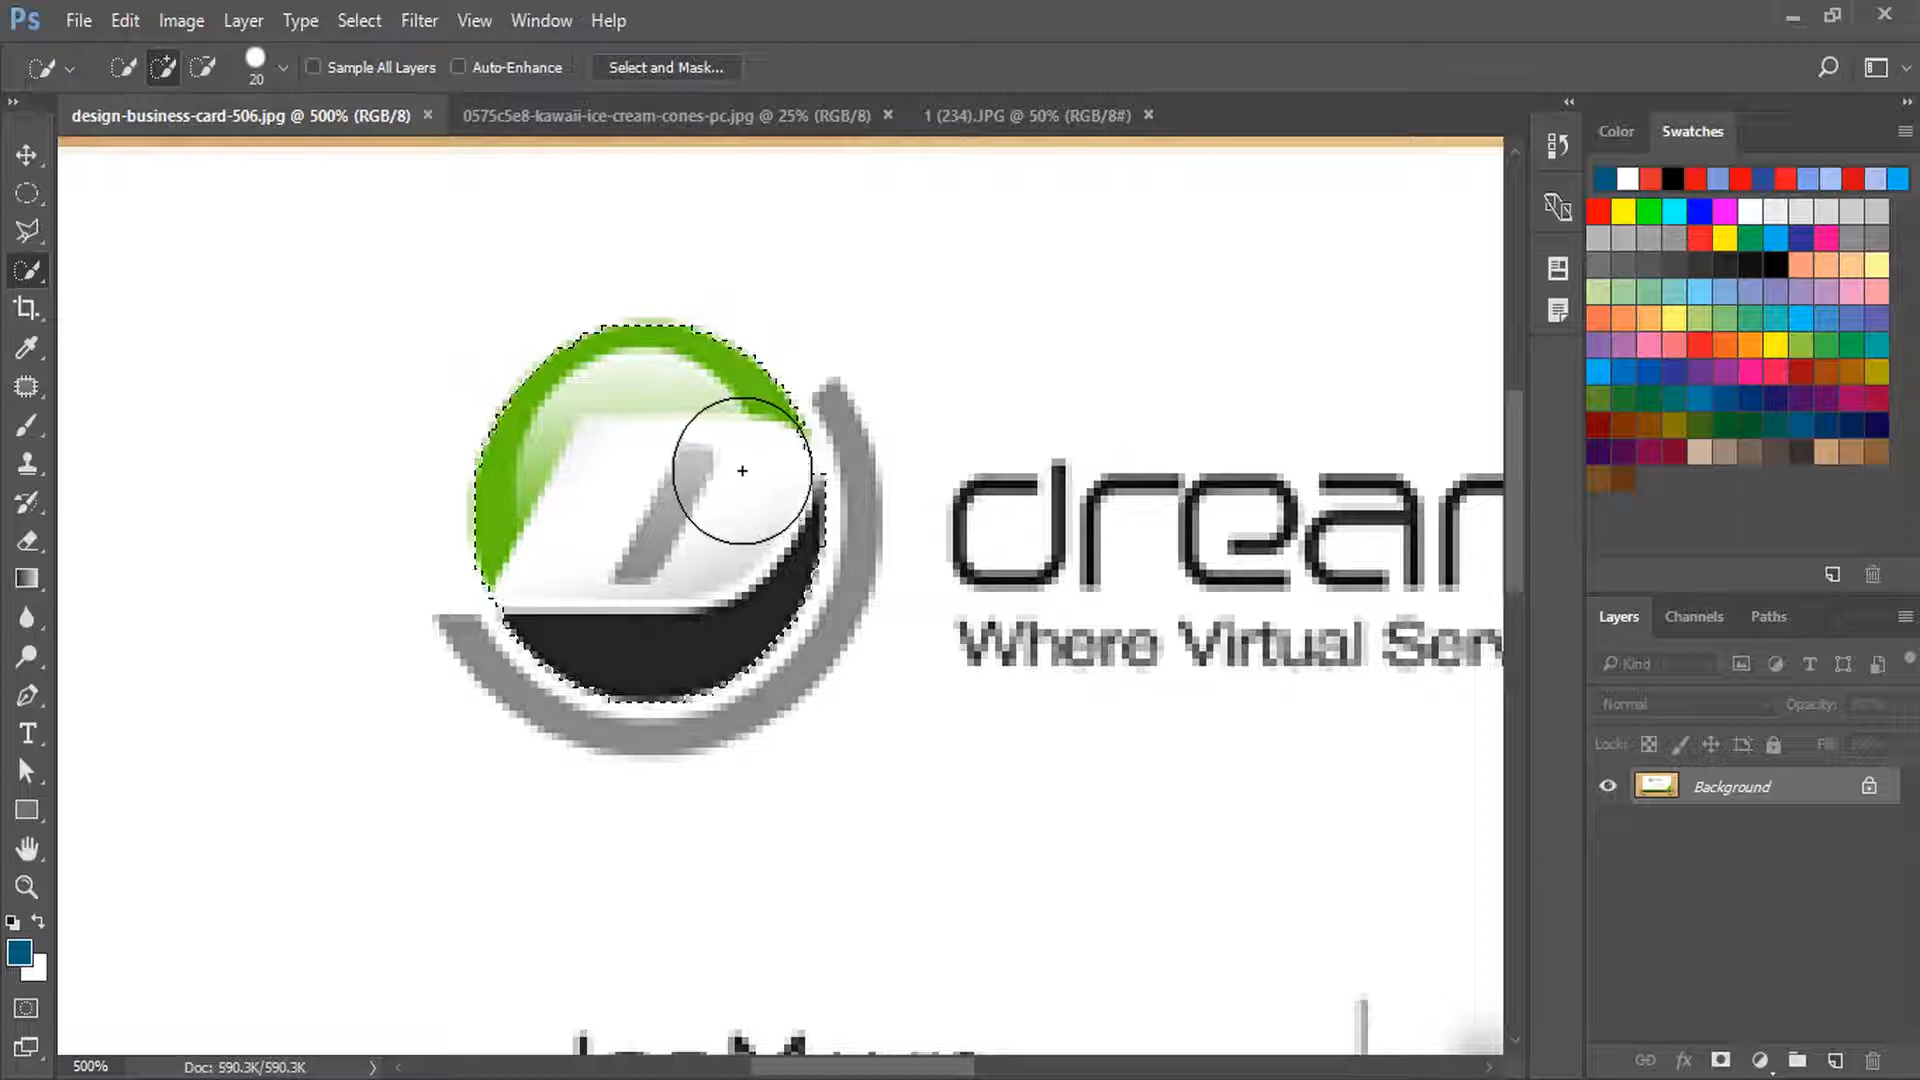 Ps File Edit Image Layer Type Select Filter View Window Help
20 Sample All Layers Auto-Enhance Select and Mask...
design-business-card-506.jpg @ 500% (RGB/8) × 0575c5e8-kawaii-ice-cream-cones-pc.jpg @ 25% (RGB/8) × 1 (234).JPG @ 50% (RGB/8#) ×
Color Swatches
drear
Where Virtual Serv
Layers Channels Paths
Kind
Normal Opacity:
Lock: Fill:
Background
500% Doc: 590.3K/590.3K